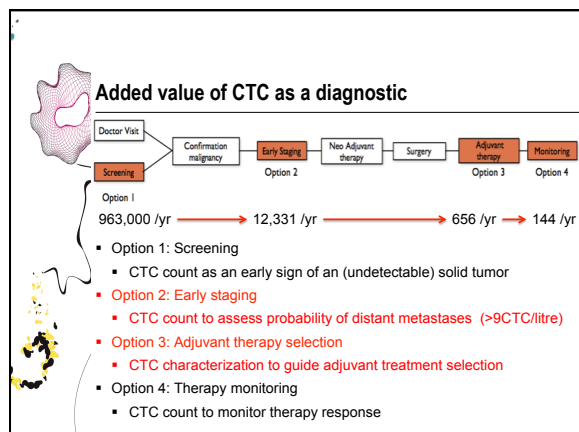 Added value of CTC as a diagnostic
Doctor Visit
Screening
Option 1
Confirmation
malignancy
Early Staging
Option 2
Neo Adjuvant
therapy
Surgery
Adjuvant
therapy
Option 3
Monitoring
Option 4
963,000 /yr
12,331 /yr
656 /yr
144 /yr
▪ Option 1: Screening
▪ CTC count as an early sign of an (undetectable) solid tumor
▪ Option 2: Early staging
▪ CTC count to assess probability of distant metastases (>9CTC/litre)
▪ Option 3: Adjuvant therapy selection
▪ CTC characterization to guide adjuvant treatment selection
▪ Option 4: Therapy monitoring
▪ CTC count to monitor therapy response